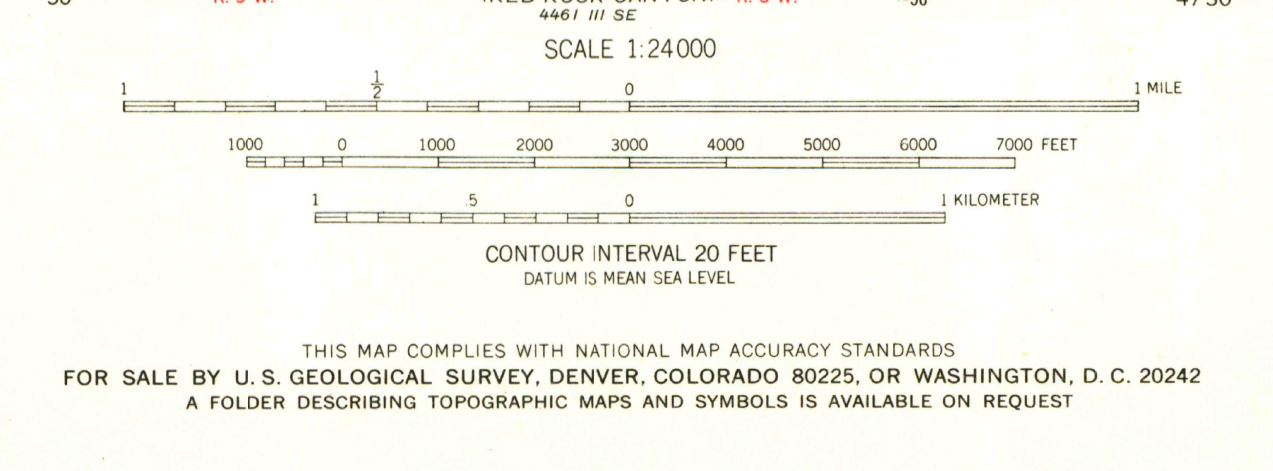 4461 III SE
SCALE 1:24000
1 1/2 0 1 MILE
1000 0 1000 2000 3000 4000 5000 6000 7000 FEET
1 .5 0 1 KILOMETER
CONTOUR INTERVAL 20 FEET
DATUM IS MEAN SEA LEVEL
THIS MAP COMPLIES WITH NATIONAL MAP ACCURACY STANDARDS
FOR SALE BY U. S. GEOLOGICAL SURVEY, DENVER, COLORADO 80225, OR WASHINGTON, D. C. 20242
A FOLDER DESCRIBING TOPOGRAPHIC MAPS AND SYMBOLS IS AVAILABLE ON REQUEST